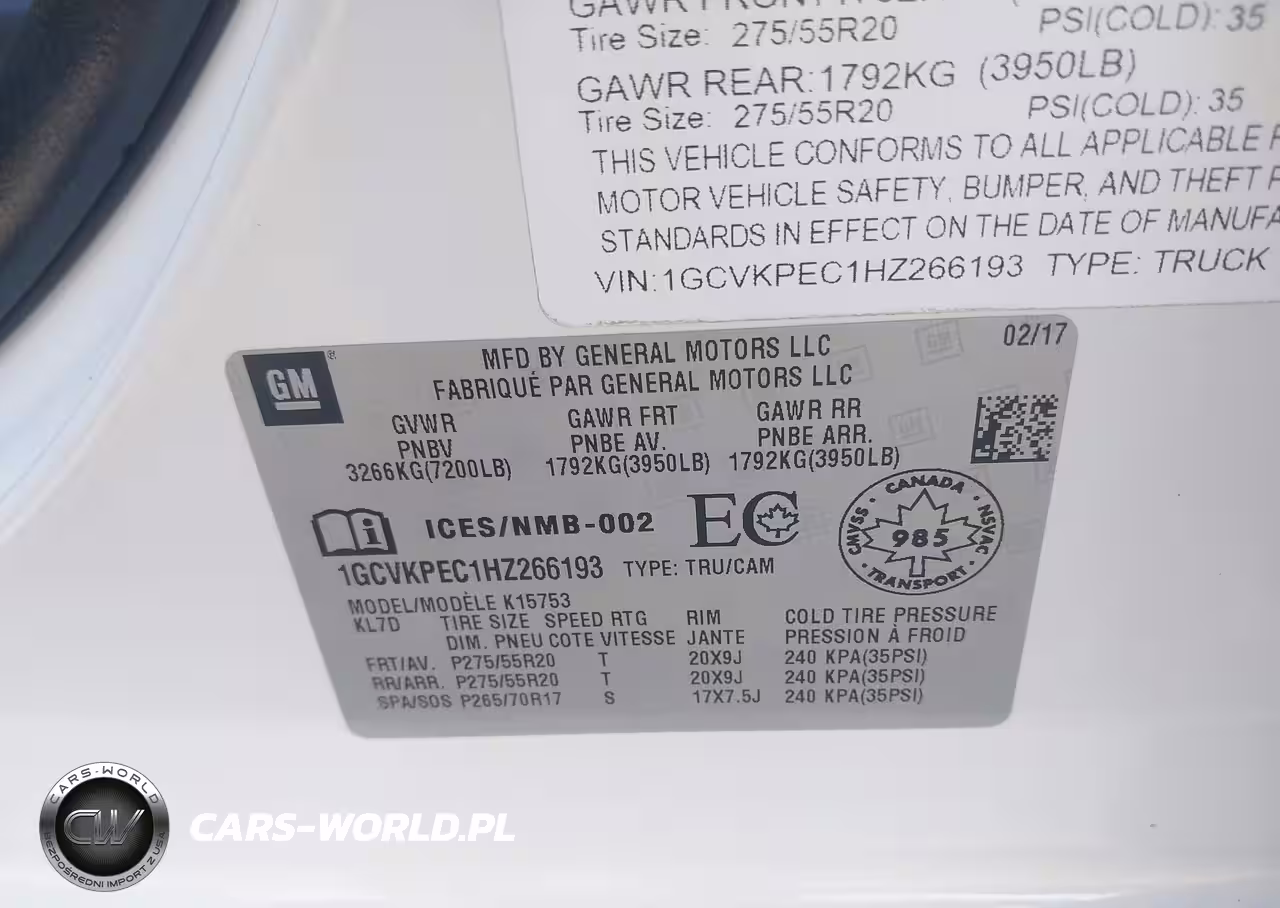 Tire Size: 275/55R20 PSI(COLD): 35
GAWR REAR:1792KG (3950LB)
Tire Size: 275/55R20 PSI(COLD): 35
THIS VEHICLE CONFORMS TO ALL APPLICABLE
MOTOR VEHICLE SAFETY, BUMPER, AND THEFT
STANDARDS IN EFFECT ON THE DATE OF MANUFA
VIN:1GCVKPEC1HZ266193 TYPE: TRUCK
GM
MFD BY GENERAL MOTORS LLC 02/17
FABRIQUÉ PAR GENERAL MOTORS LLC
GVWR GAWR FRT GAWR RR
PNBV PNBE AV. PNBE ARR.
3266KG(7200LB) 1792KG(3950LB) 1792KG(3950LB)
ICES/NMB-002 EC
CANADA
CMVSS 985 NSVAC
TRANSPORT
1GCVKPEC1HZ266193 TYPE: TRU/CAM
MODEL/MODÈLE K15753
KL7D TIRE SIZE SPEED RTG RIM COLD TIRE PRESSURE
DIM. PNEU COTE VITESSE JANTE PRESSION À FROID
FRT/AV. P275/55R20 T 20X9J 240 KPA(35PSI)
RR/ARR. P275/55R20 T 20X9J 240 KPA(35PSI)
SPA/SOS P265/70R17 S 17X7.5J 240 KPA(35PSI)
CARS-WORLD
CW
BEZPOŚREDNI IMPORT Z USA
CARS-WORLD.PL